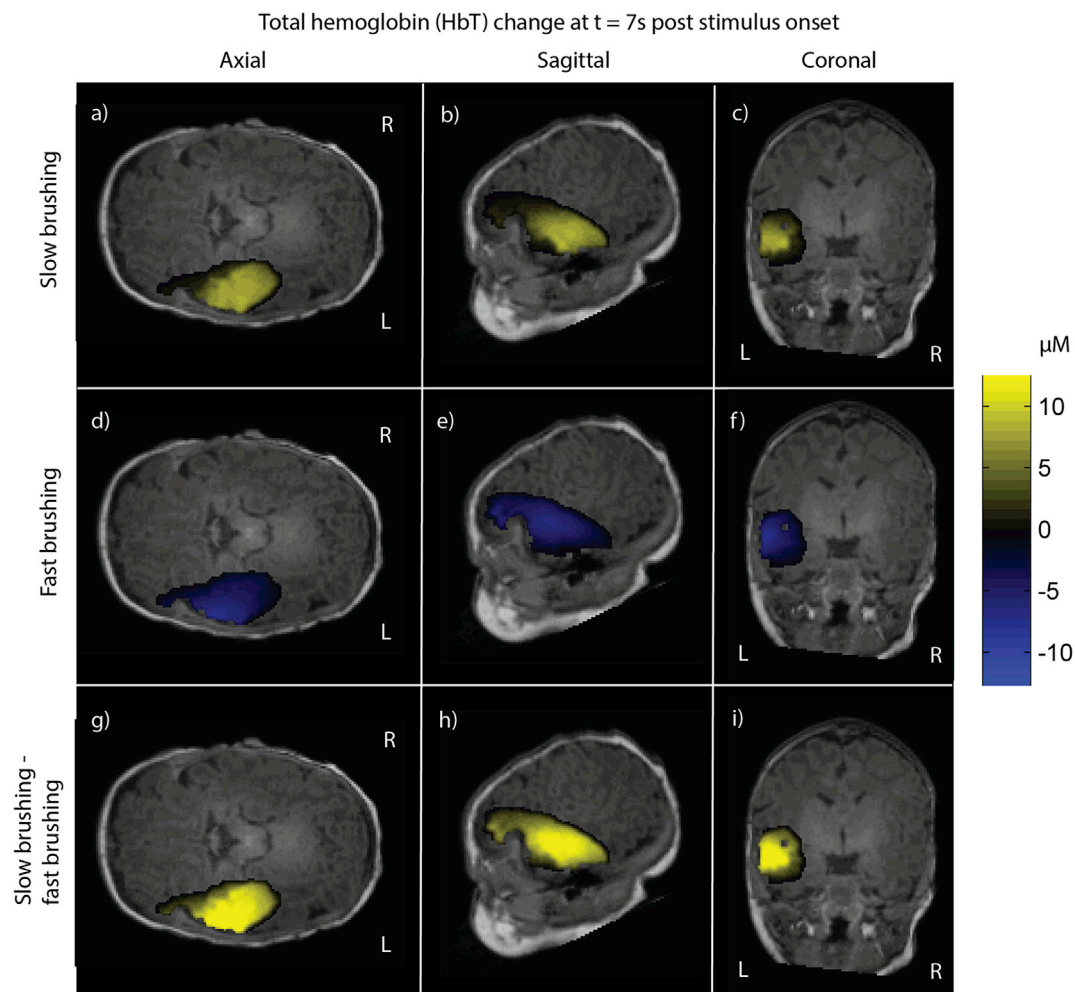 Total hemoglobin (HbT) change at t = 7s post stimulus onset
Axial
Sagittal
Coronal
Slow brushing
a)
R
L
b)
c)
L
R
Fast brushing
d)
R
L
e)
f)
L
R
Slow brushing -
fast brushing
g)
R
L
h)
i)
L
R
μM
10
5
0
-5
-10